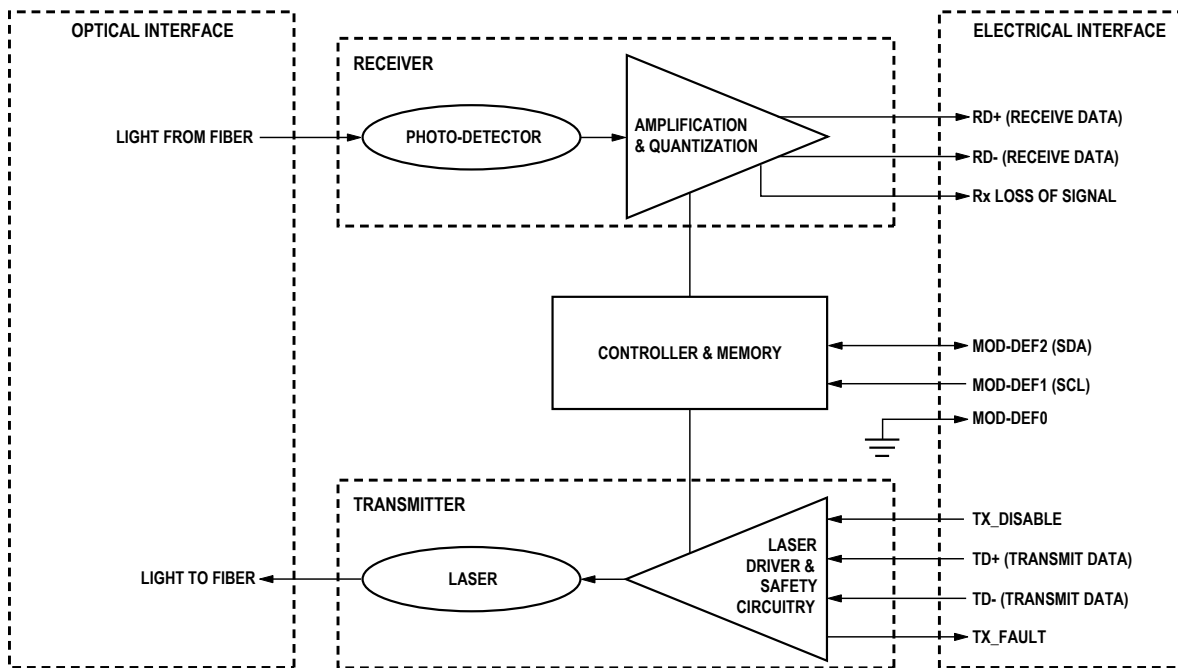 OPTICAL INTERFACE
ELECTRICAL INTERFACE
RECEIVER
LIGHT FROM FIBER
PHOTO-DETECTOR
AMPLIFICATION
& QUANTIZATION
RD+ (RECEIVE DATA)
RD- (RECEIVE DATA)
Rx LOSS OF SIGNAL
CONTROLLER & MEMORY
MOD-DEF2 (SDA)
MOD-DEF1 (SCL)
MOD-DEF0
TRANSMITTER
LIGHT TO FIBER
LASER
LASER
DRIVER &
SAFETY
CIRCUITRY
TX_DISABLE
TD+ (TRANSMIT DATA)
TD- (TRANSMIT DATA)
TX_FAULT